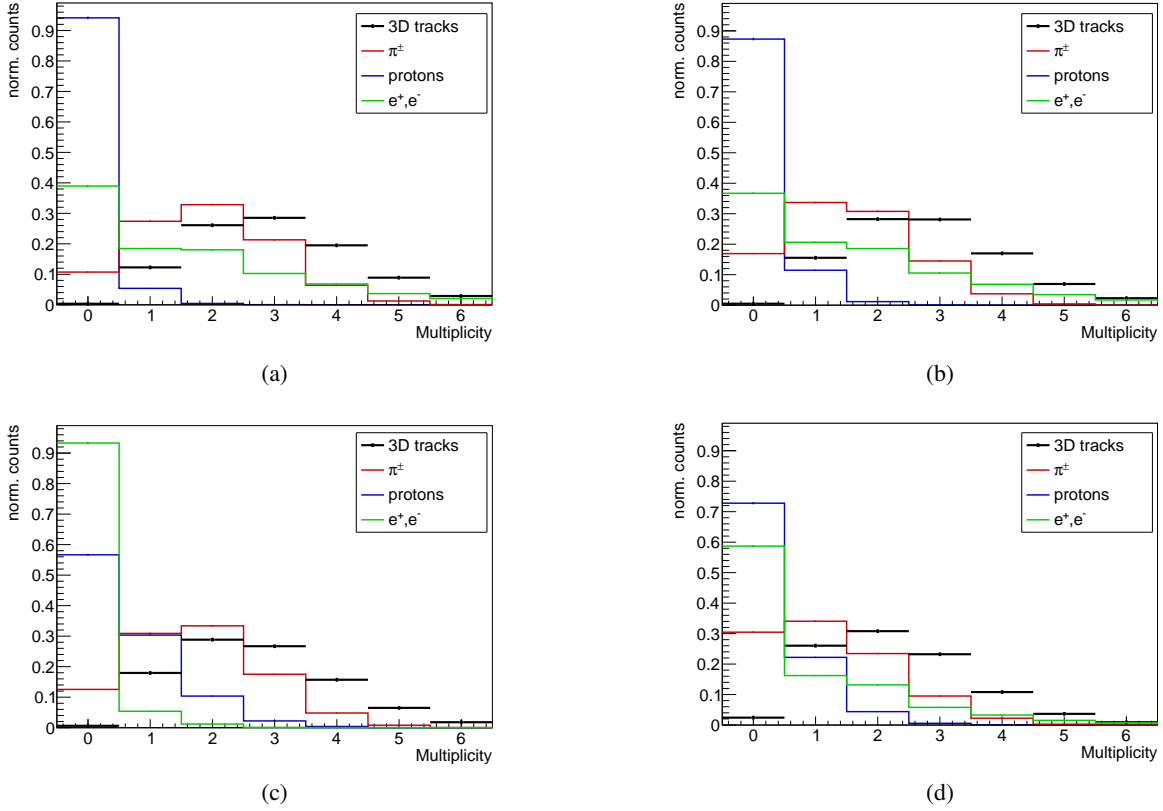 norm. counts
0.9
0.8
0.7
0.6
0.5
0.4
0.3
0.2
0.1
0
3D tracks
π±
protons
e+,e-
0 1 2 3 4 5 6
Multiplicity
(a)
norm. counts
0.9
0.8
0.7
0.6
0.5
0.4
0.3
0.2
0.1
0
3D tracks
π±
protons
e+,e-
0 1 2 3 4 5 6
Multiplicity
(b)
norm. counts
0.9
0.8
0.7
0.6
0.5
0.4
0.3
0.2
0.1
0
3D tracks
π±
protons
e+,e-
0 1 2 3 4 5 6
Multiplicity
(c)
norm. counts
0.9
0.8
0.7
0.6
0.5
0.4
0.3
0.2
0.1
0
3D tracks
π±
protons
e+,e-
0 1 2 3 4 5 6
Multiplicity
(d)